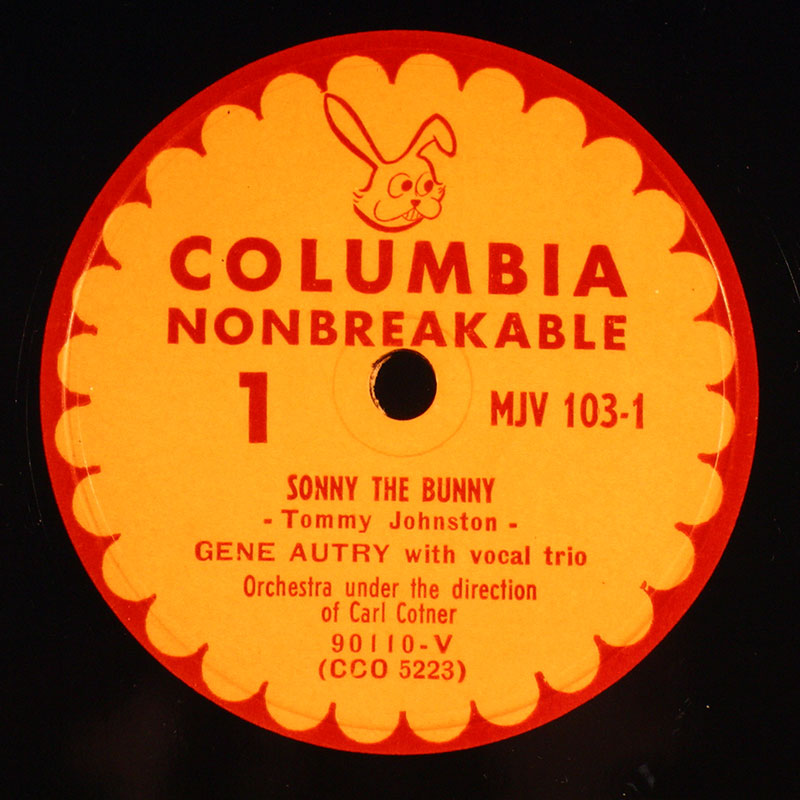 COLUMBIA
NONBREAKABLE
1
MJV 103-1
SONNY THE BUNNY
- Tommy Johnston -
GENE AUTRY with vocal trio
Orchestra under the direction
of Carl Cotner
90110-V
(CCO 5223)